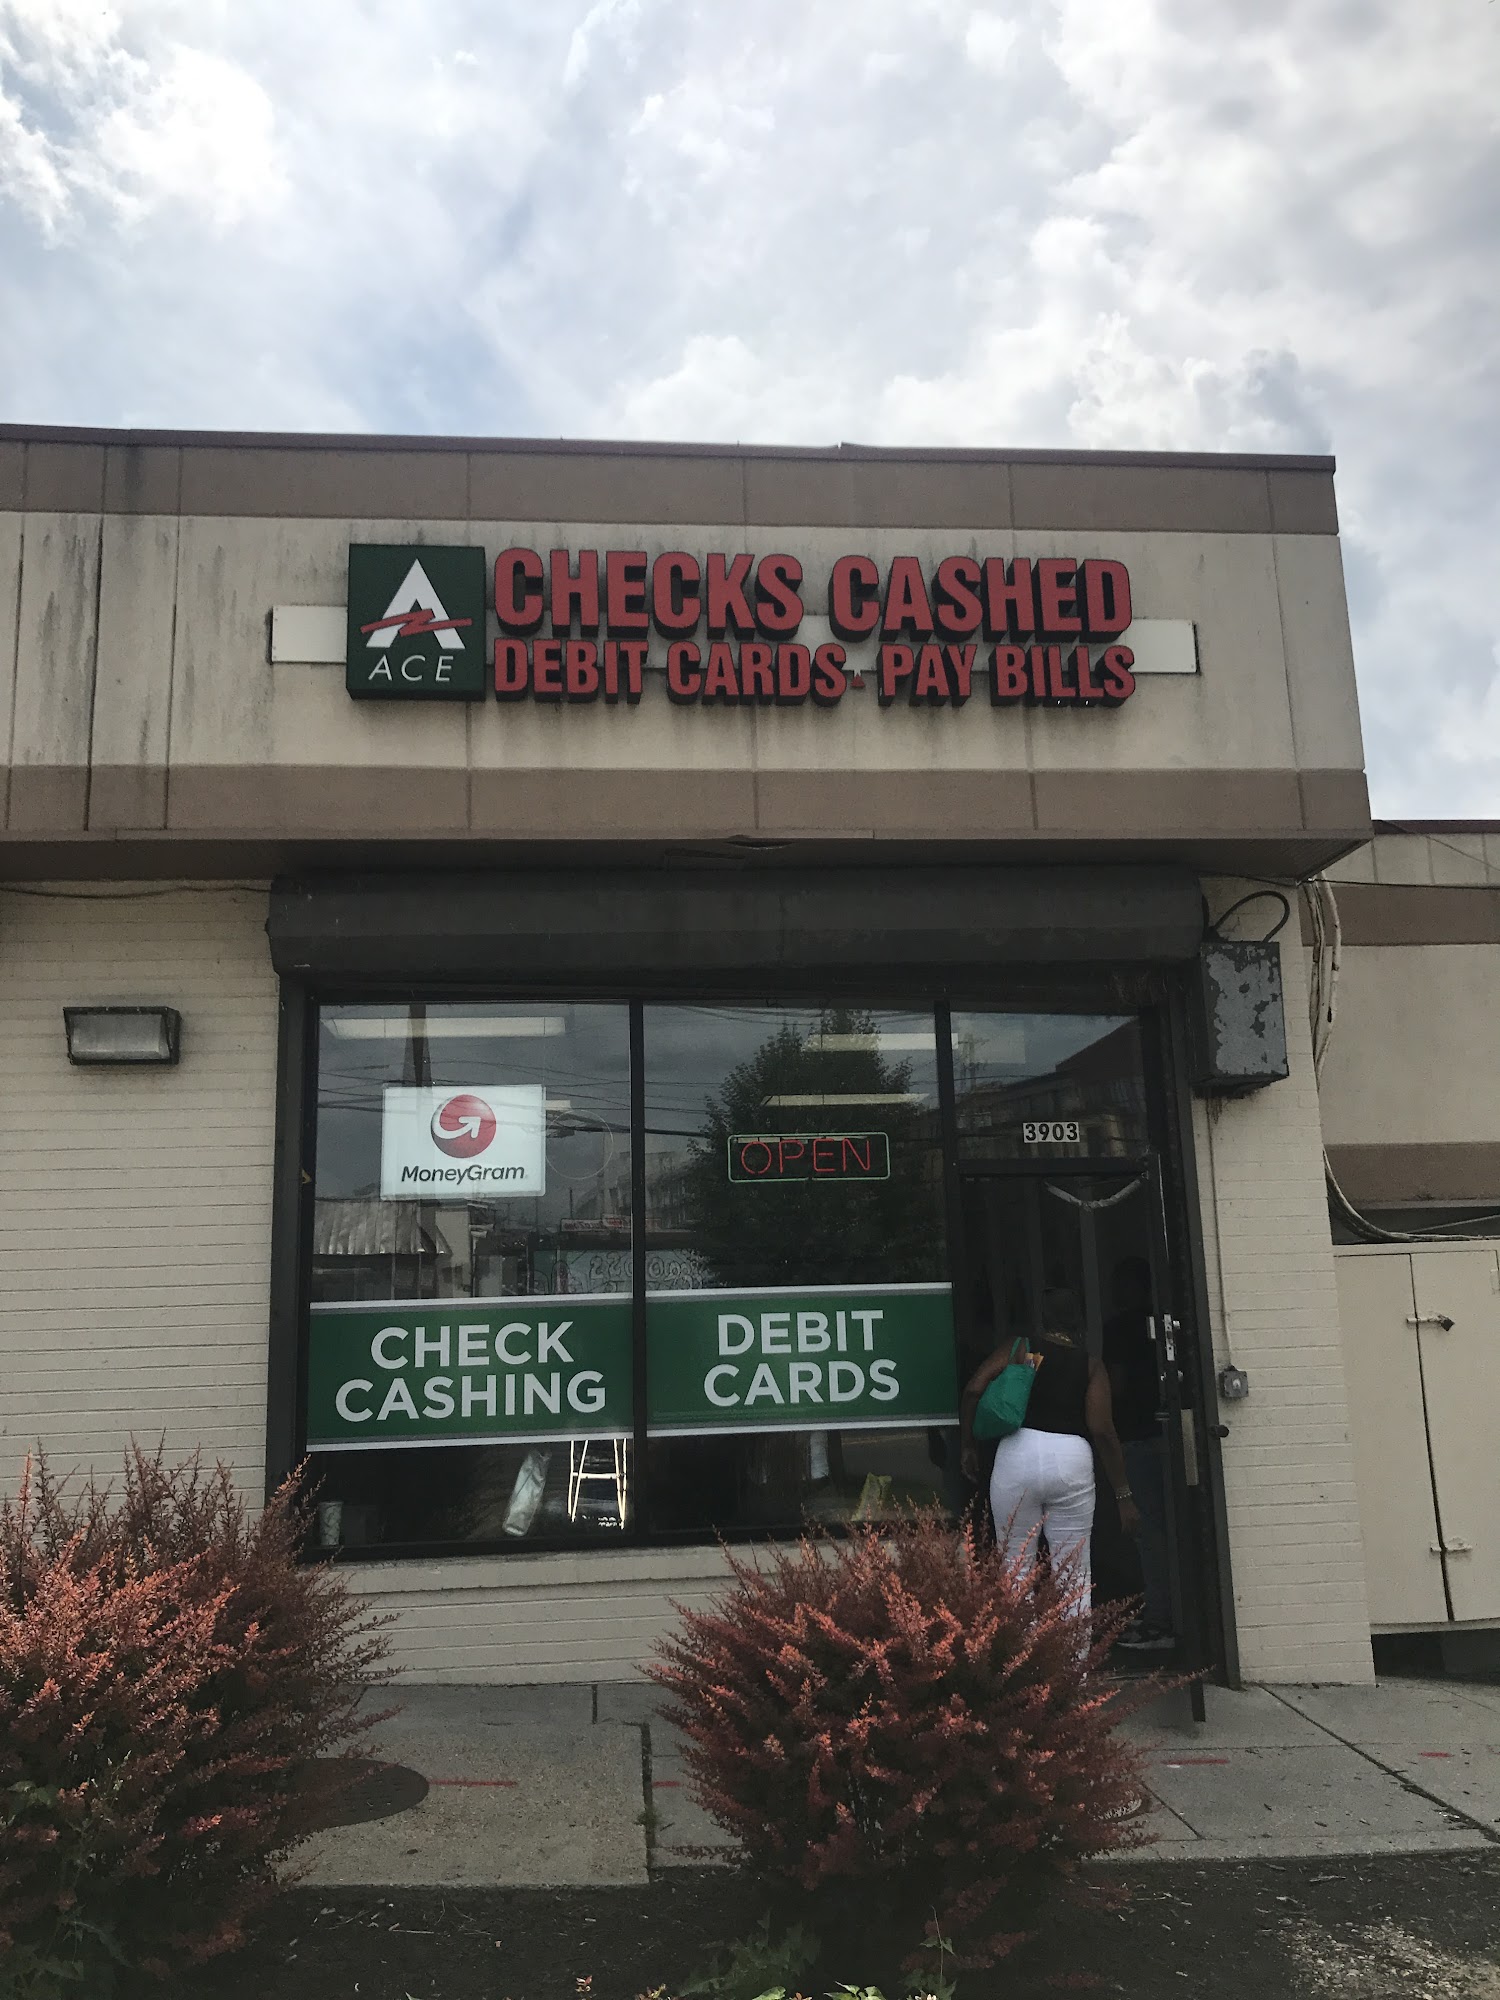 ACE
CHECKS CASHED
DEBIT CARDS • PAY BILLS
MoneyGram
OPEN
3903
CHECK
CASHING
DEBIT
CARDS